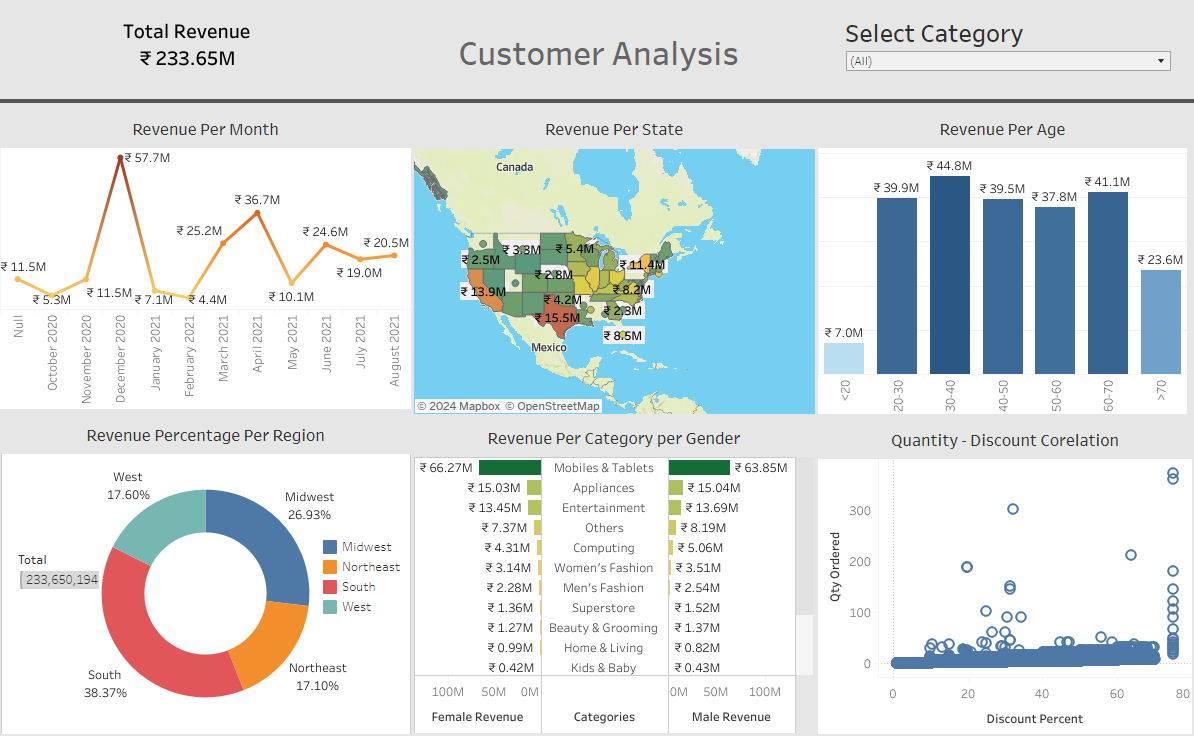 Total Revenue
₹ 233.65M
Customer Analysis
Select Category
(All)
Revenue Per Month
₹ 57.7M
₹ 36.7M
₹ 25.2M
₹ 24.6M
₹ 20.5M
₹ 11.5M
₹ 19.0M
₹ 5.3M
₹ 11.5M
₹ 7.1M
₹ 4.4M
₹ 10.1M
Null
October 2020
November 2020
December 2020
January 2021
February 2021
March 2021
April 2021
May 2021
June 2021
July 2021
August 2021
Revenue Per State
Canada
₹ 3.3M
₹ 5.4M
₹ 2.5M
₹ 11.4M
₹ 2.8M
₹ 13.9M
₹ 8.2M
₹ 4.2M
₹ 2.3M
₹ 15.5M
₹ 8.5M
Mexico
© 2024 Mapbox © OpenStreetMap
Revenue Per Age
₹ 44.8M
₹ 39.9M
₹ 39.5M
₹ 37.8M
₹ 41.1M
₹ 23.6M
₹ 7.0M
<20
20-30
30-40
40-50
50-60
60-70
>70
Revenue Percentage Per Region
West
17.60%
Midwest
26.93%
Midwest
Northeast
South
West
Total
233,650,194
South
38.37%
Northeast
17.10%
Revenue Per Category per Gender
₹ 66.27M Mobiles & Tablets ₹ 63.85M
₹ 15.03M Appliances ₹ 15.04M
₹ 13.45M Entertainment ₹ 13.69M
₹ 7.37M Others ₹ 8.19M
₹ 4.31M Computing ₹ 5.06M
₹ 3.14M Women's Fashion ₹ 3.51M
₹ 2.28M Men's Fashion ₹ 2.54M
₹ 1.36M Superstore ₹ 1.52M
₹ 1.27M Beauty & Grooming ₹ 1.37M
₹ 0.99M Home & Living ₹ 0.82M
₹ 0.42M Kids & Baby ₹ 0.43M
100M 50M 0M 0M 50M 100M
Female Revenue Categories Male Revenue
Quantity - Discount Corelation
Qty Ordered
300
200
100
0
0 20 40 60 80
Discount Percent